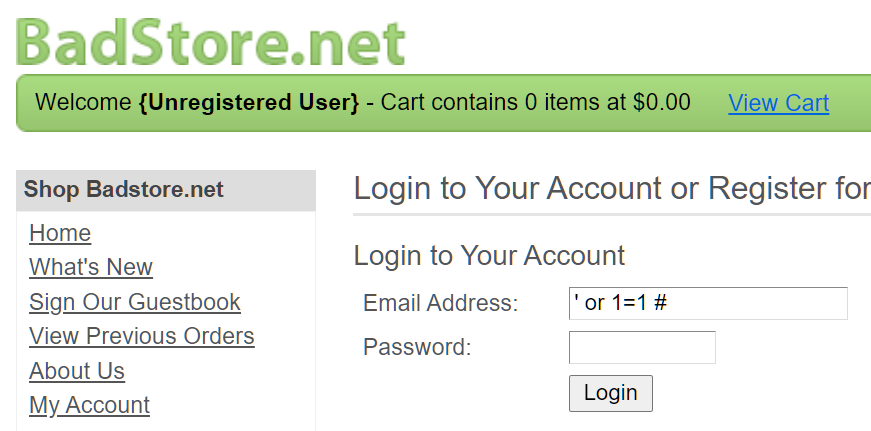 BadStore.net
Welcome {Unregistered User} - Cart contains 0 items at $0.00 View Cart
Shop Badstore.net
Home
What's New
Sign Our Guestbook
View Previous Orders
About Us
My Account
Login to Your Account or Register for
Login to Your Account
Email Address: ' or 1=1 #
Password:
Login